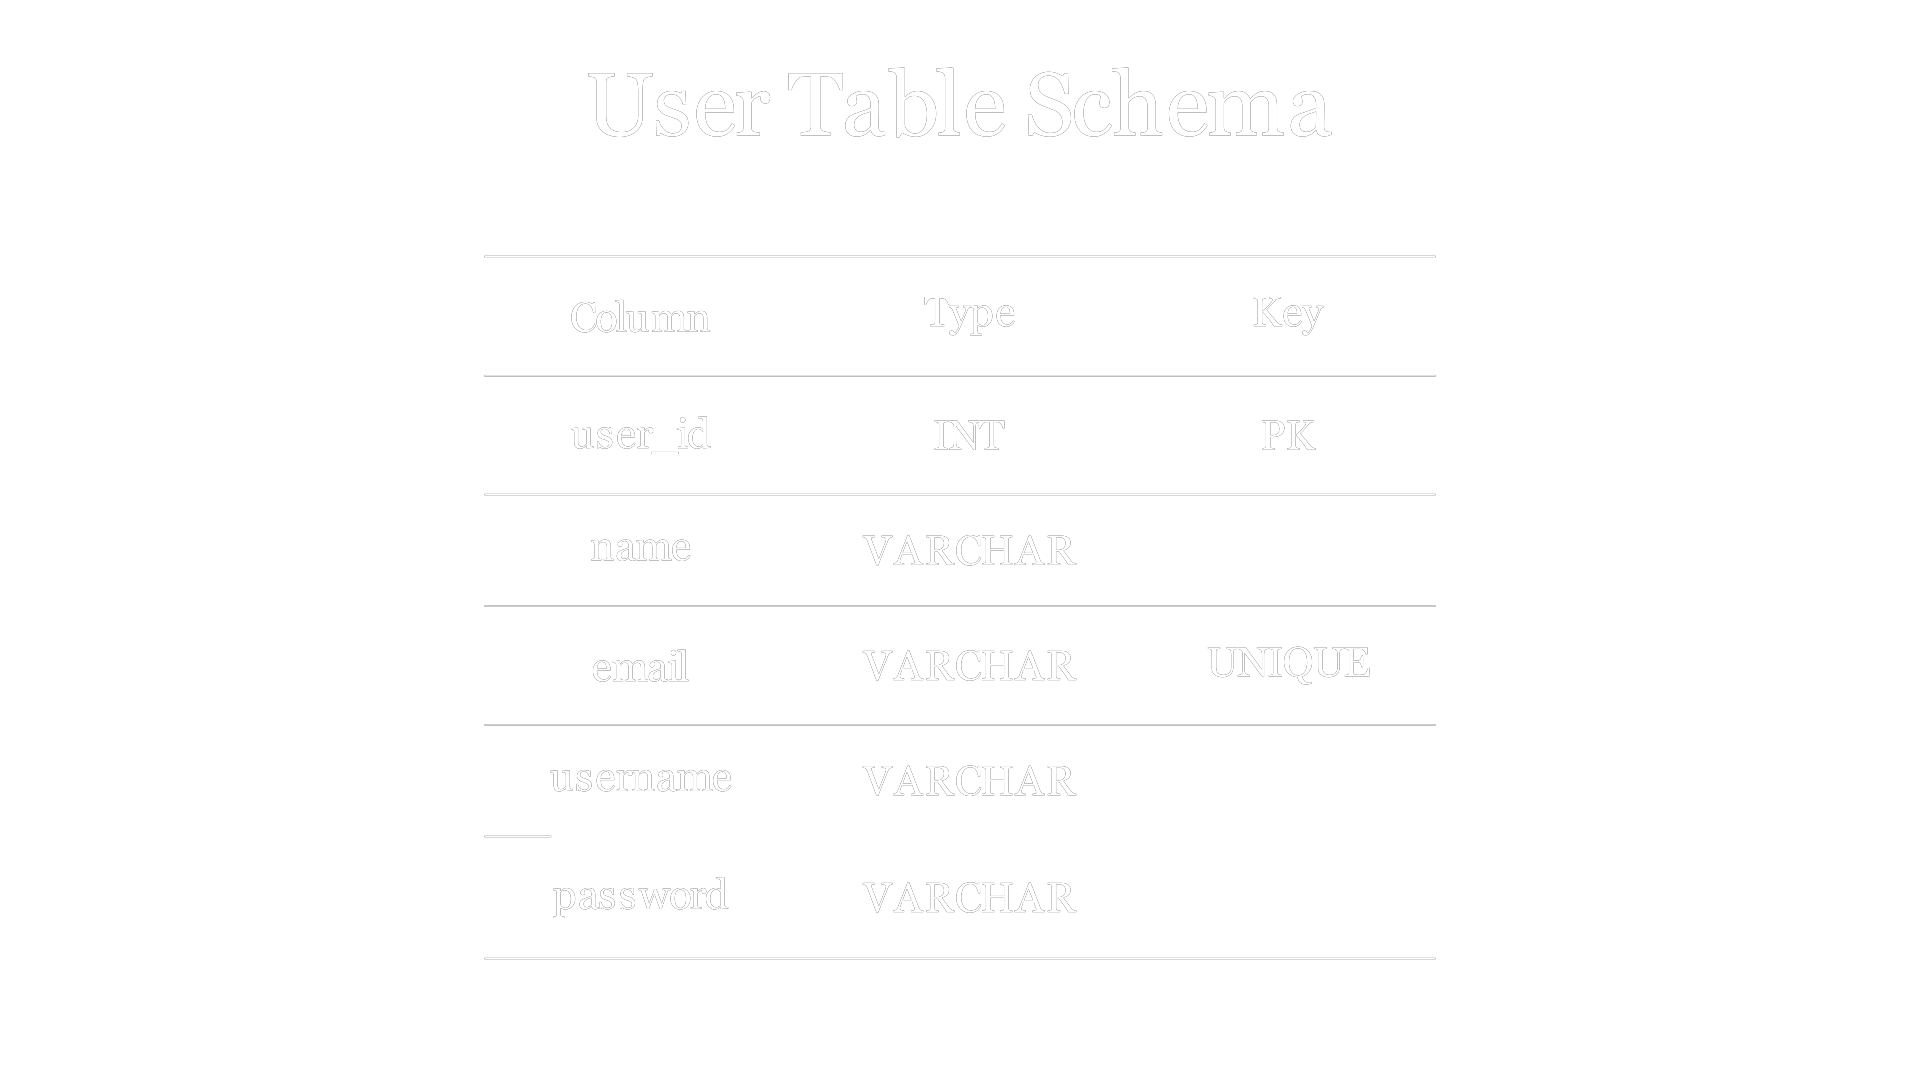 User Table Schema
Column Type Key
user_id INT PK
name VARCHAR
email VARCHAR UNIQUE
username VARCHAR
password VARCHAR